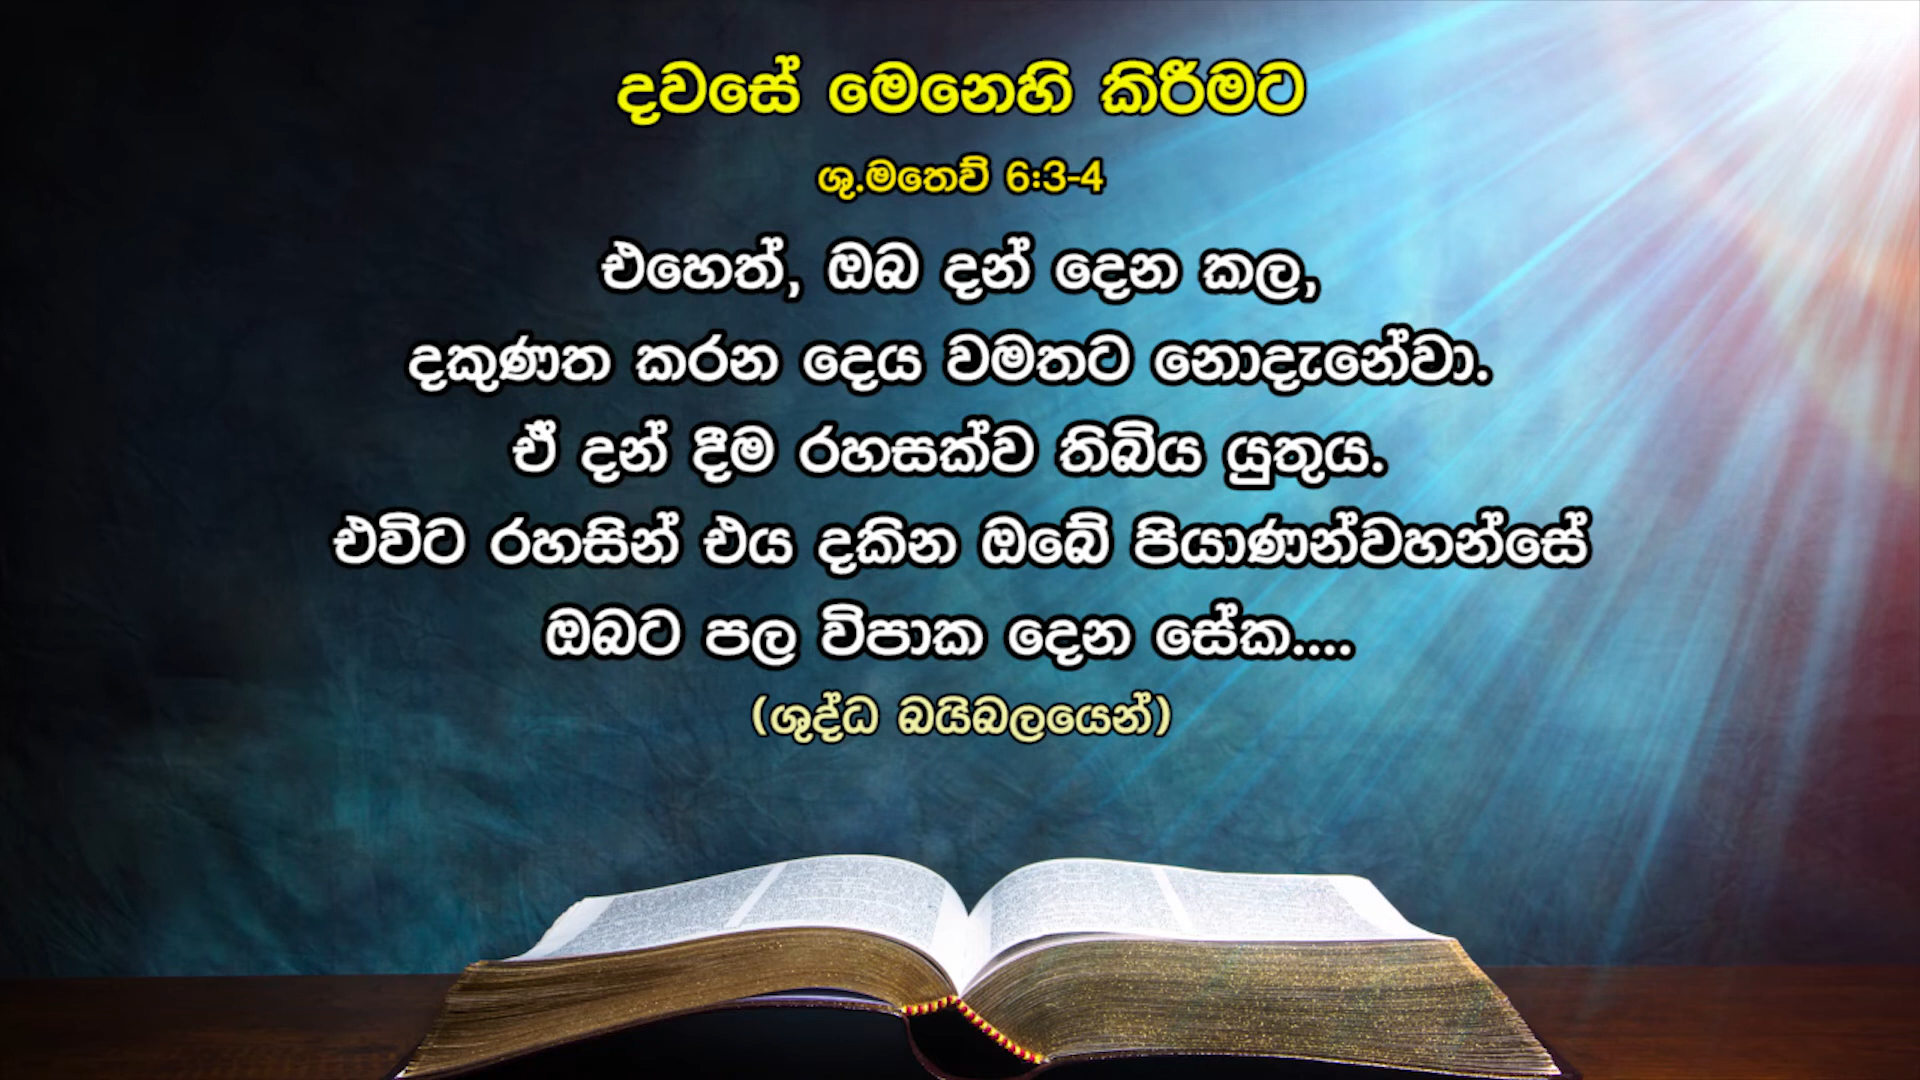 දවසේ මෙනෙහි කිරීමට
ශු.මතෙව් 6:3-4
එහෙත්, ඔබ දන් දෙන කල,
දකුණත කරන දෙය වමතට නොදැනේවා.
ඒ දන් දීම රහසක්ව තිබිය යුතුය.
එවිට රහසින් එය දකින ඔබේ පියාණන්වහන්සේ
ඔබට පල විපාක දෙන සේක....
(ශුද්ධ බයිබලයෙන්)